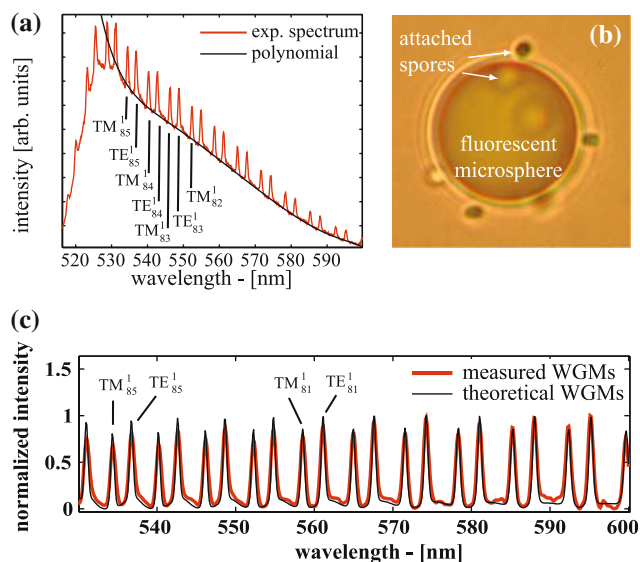 (a)
intensity [arb. units]
exp. spectrum
polynomial
TM¹₈₅
TE¹₈₅
TM¹₈₄
TE¹₈₄
TM¹₈₃
TE¹₈₃
TM¹₈₂
520 530 540 550 560 570 580 590
wavelength - [nm]
(b)
attached
spores
fluorescent
microsphere
(c)
normalized intensity
1.5
1
0.5
0
TM¹₈₅
TE¹₈₅
TM¹₈₁
TE¹₈₁
measured WGMs
theoretical WGMs
540 550 560 570 580 590 600
wavelength - [nm]